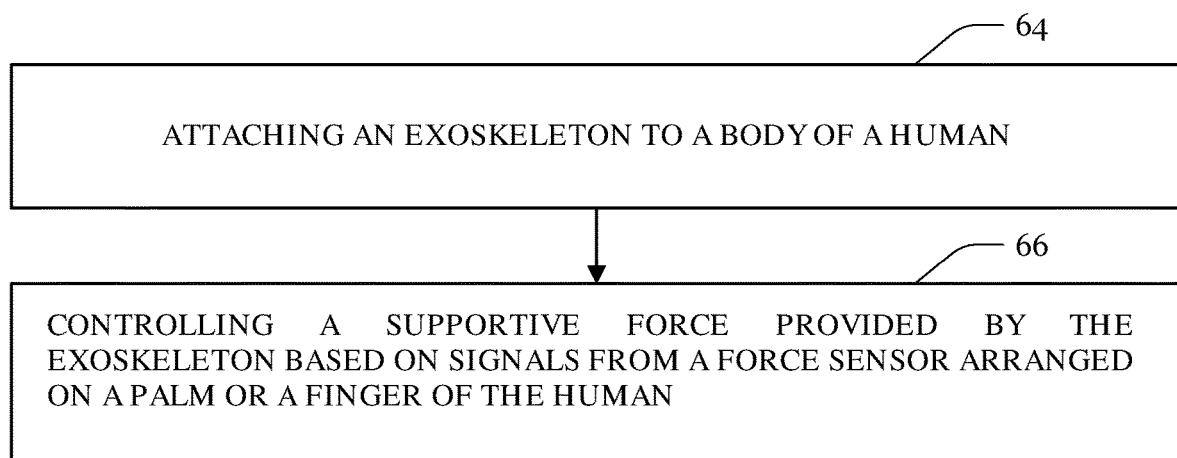 64
ATTACHING AN EXOSKELETON TO A BODY OF A HUMAN
66
CONTROLLING A SUPPORTIVE FORCE PROVIDED BY THE
EXOSKELETON BASED ON SIGNALS FROM A FORCE SENSOR ARRANGED
ON A PALM OR A FINGER OF THE HUMAN